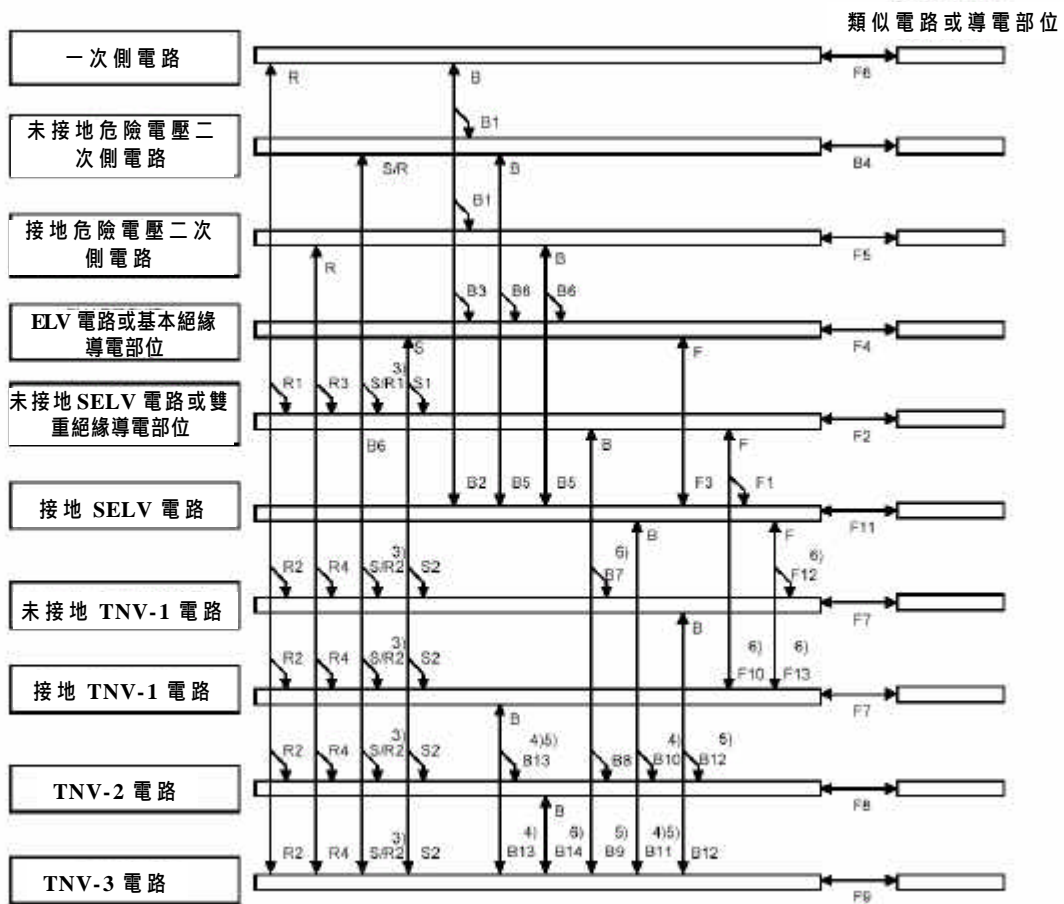 類似電路或導電部位
一次側電路
R
B
F6
B1
未接地危險電壓二
次側電路
S/R
B
B4
B1
接地危險電壓二次
側電路
R
B
F5
B3
B6
B6
ELV 電路或基本絕緣
導電部位
S
F
F4
3)
R1
R3
S/R1
S1
未接地 SELV 電路或雙
重絕緣導電部位
B6
B
F
F2
B2
B5
B5
F3
F1
接地 SELV 電路
B
F
F11
3)
6)
6)
R2
R4
S/R2
S2
B7
F12
未接地 TNV-1 電路
B
F7
3)
6)
6)
R2
R4
S/R2
S2
F10
F13
接地 TNV-1 電路
B
F7
3)
4)5)
4)
5)
R2
R4
S/R2
S2
B13
B8
B10
B12
TNV-2 電路
B
F8
3)
4)
6)
5)
4)5)
R2
R4
S/R2
S2
B13
B14
B9
B11
B12
TNV-3 電路
F9